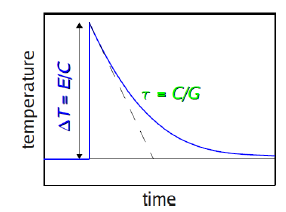 temperature
ΔT = E/C
τ = C/G
time